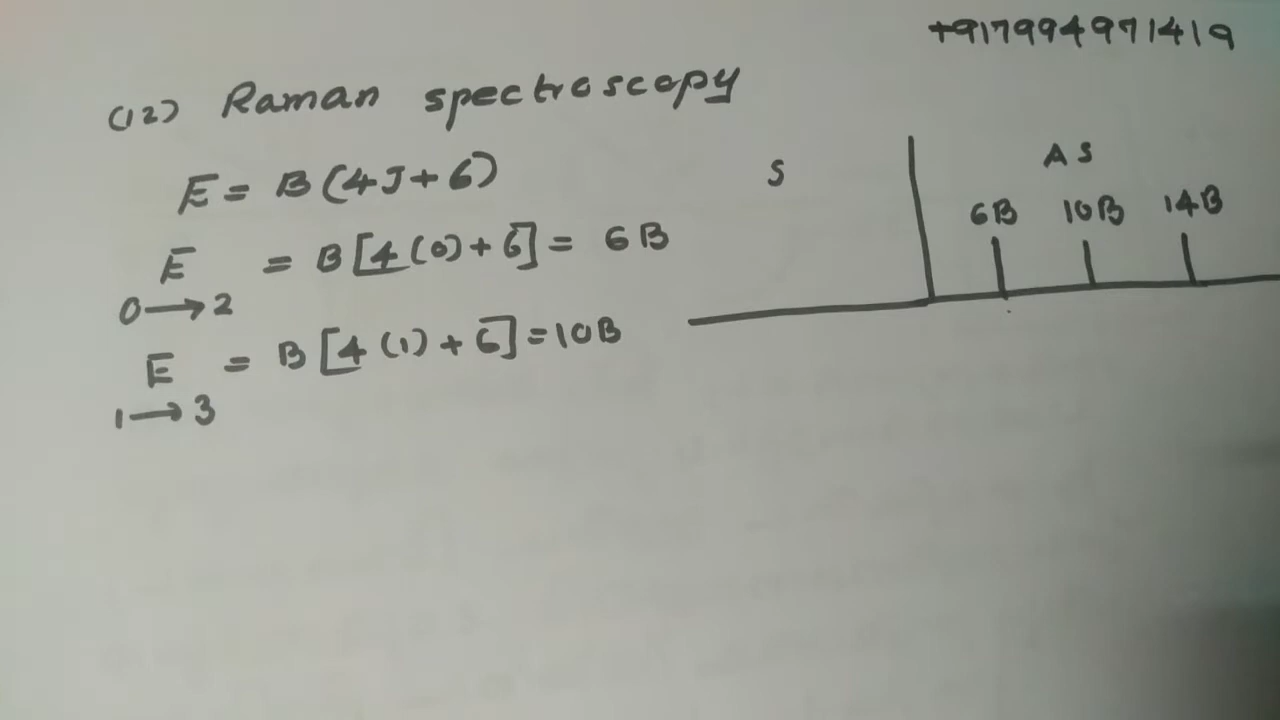 +917994971419
(12) Raman spectroscopy
E = B(4J+6)
E = B[4(0)+6] = 6B
0→2
E = B[4(1)+6]=10B
1→3
S
AS
6B 10B 14B